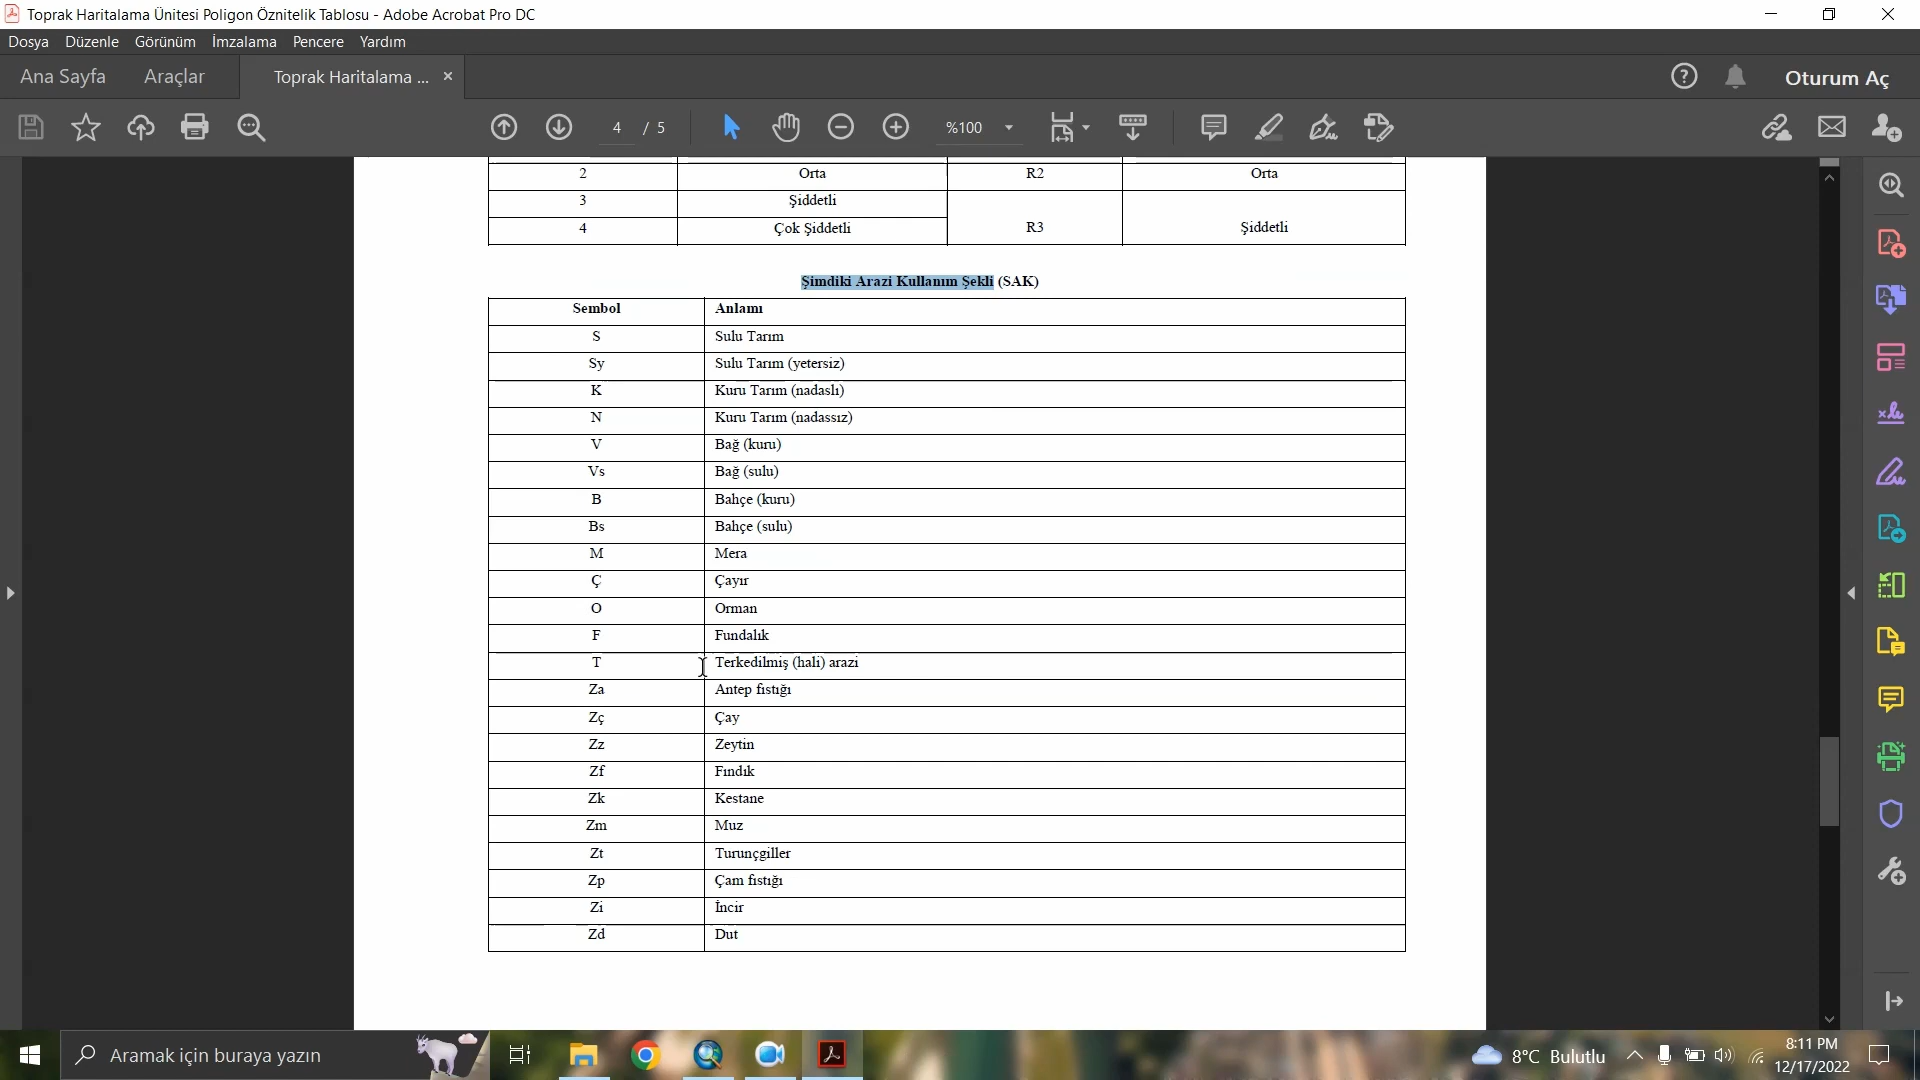 Toprak Haritalama Ünitesi Poligon Öznitelik Tablosu - Adobe Acrobat Pro DC
Dosya Düzenle Görünüm İmzalama Pencere Yardım
Ana Sayfa Araçlar Toprak Haritalama ... × Oturum Aç
4 / 5 %100
2 Orta R2 Orta
3 Şiddetli
4 Çok Şiddetli R3 Şiddetli
Şimdiki Arazi Kullanım Şekli (SAK)
Sembol Anlamı
S Sulu Tarım
Sy Sulu Tarım (yetersiz)
K Kuru Tarım (nadaslı)
N Kuru Tarım (nadassız)
V Bağ (kuru)
Vs Bağ (sulu)
B Bahçe (kuru)
Bs Bahçe (sulu)
M Mera
Ç Çayır
O Orman
F Fundalık
T Terkedilmiş (hali) arazi
Za Antep fıstığı
Zç Çay
Zz Zeytin
Zf Fındık
Zk Kestane
Zm Muz
Zt Turunçgiller
Zp Çam fıstığı
Zi İncir
Zd Dut
Aramak için buraya yazın
8°C Bulutlu
8:11 PM
12/17/2022